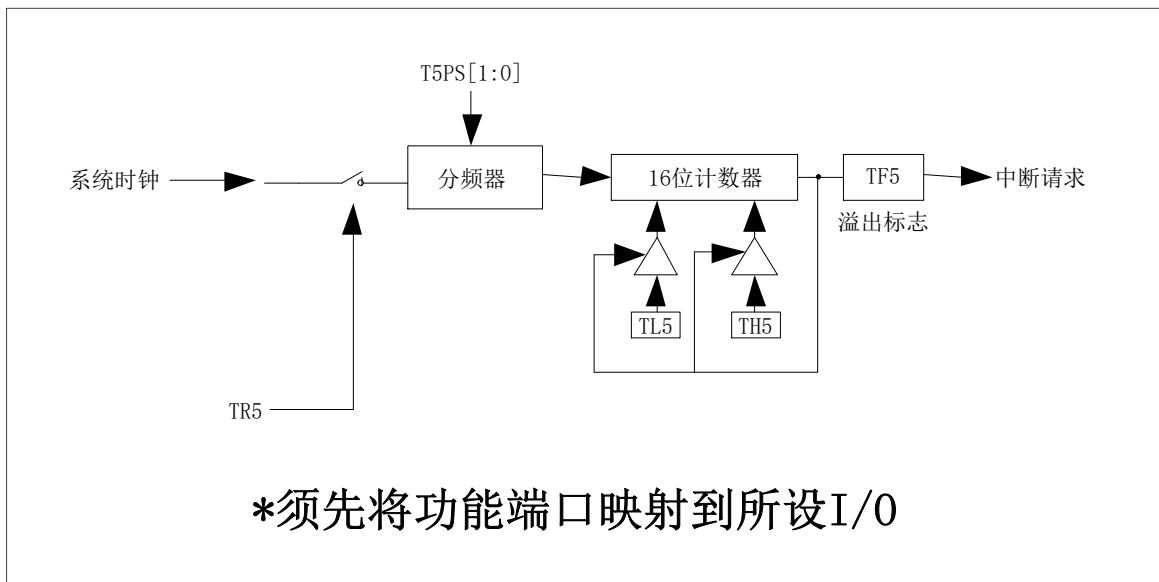 T5PS[1:0]
系统时钟
分频器
16位计数器
TF5
中断请求
溢出标志
TL5
TH5
TR5
*须先将功能端口映射到所设I/O